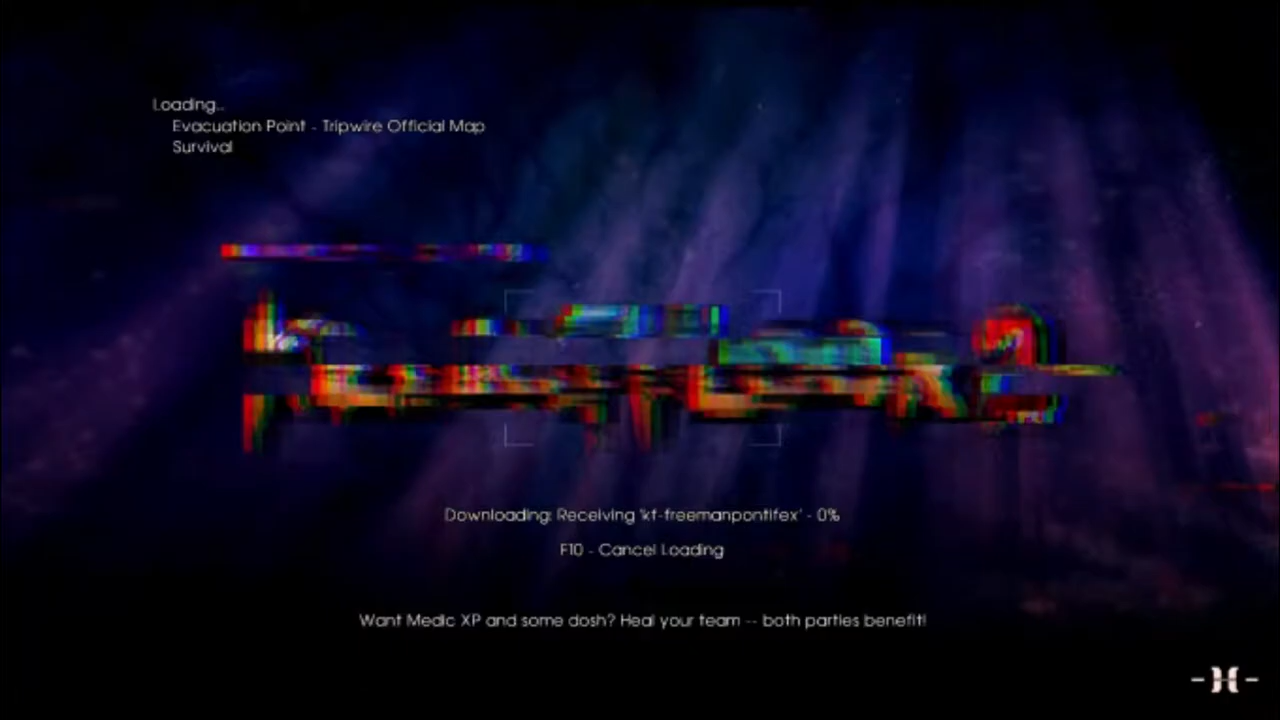 Loading..
Evacuation Point - Tripwire Official Map
Survival
Downloading: Receiving 'kf-freemanpontifex' - 0%
F10 - Cancel Loading
Want Medic XP and some dosh? Heal your team -- both parties benefit!